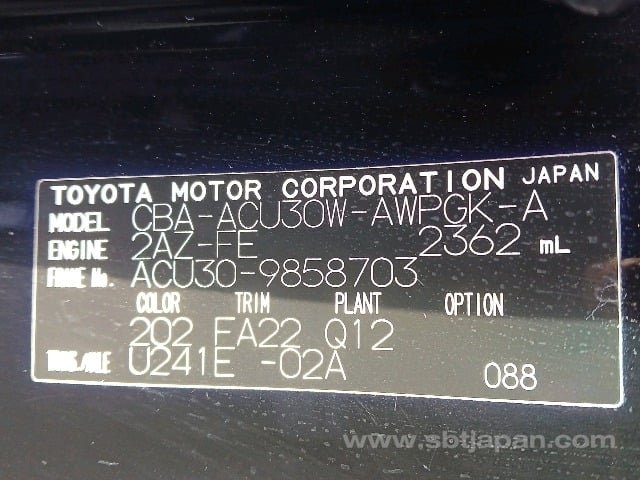 TOYOTA MOTOR CORPORATION JAPAN
MODEL CBA-ACU30W-AWPGK-A
ENGINE 2AZ-FE 2362 mL
FRAME No. ACU30-9858703
COLOR TRIM PLANT OPTION
202 FA22 Q12
TRANS./AXLE U241E -02A 088
www.sbtjapan.com